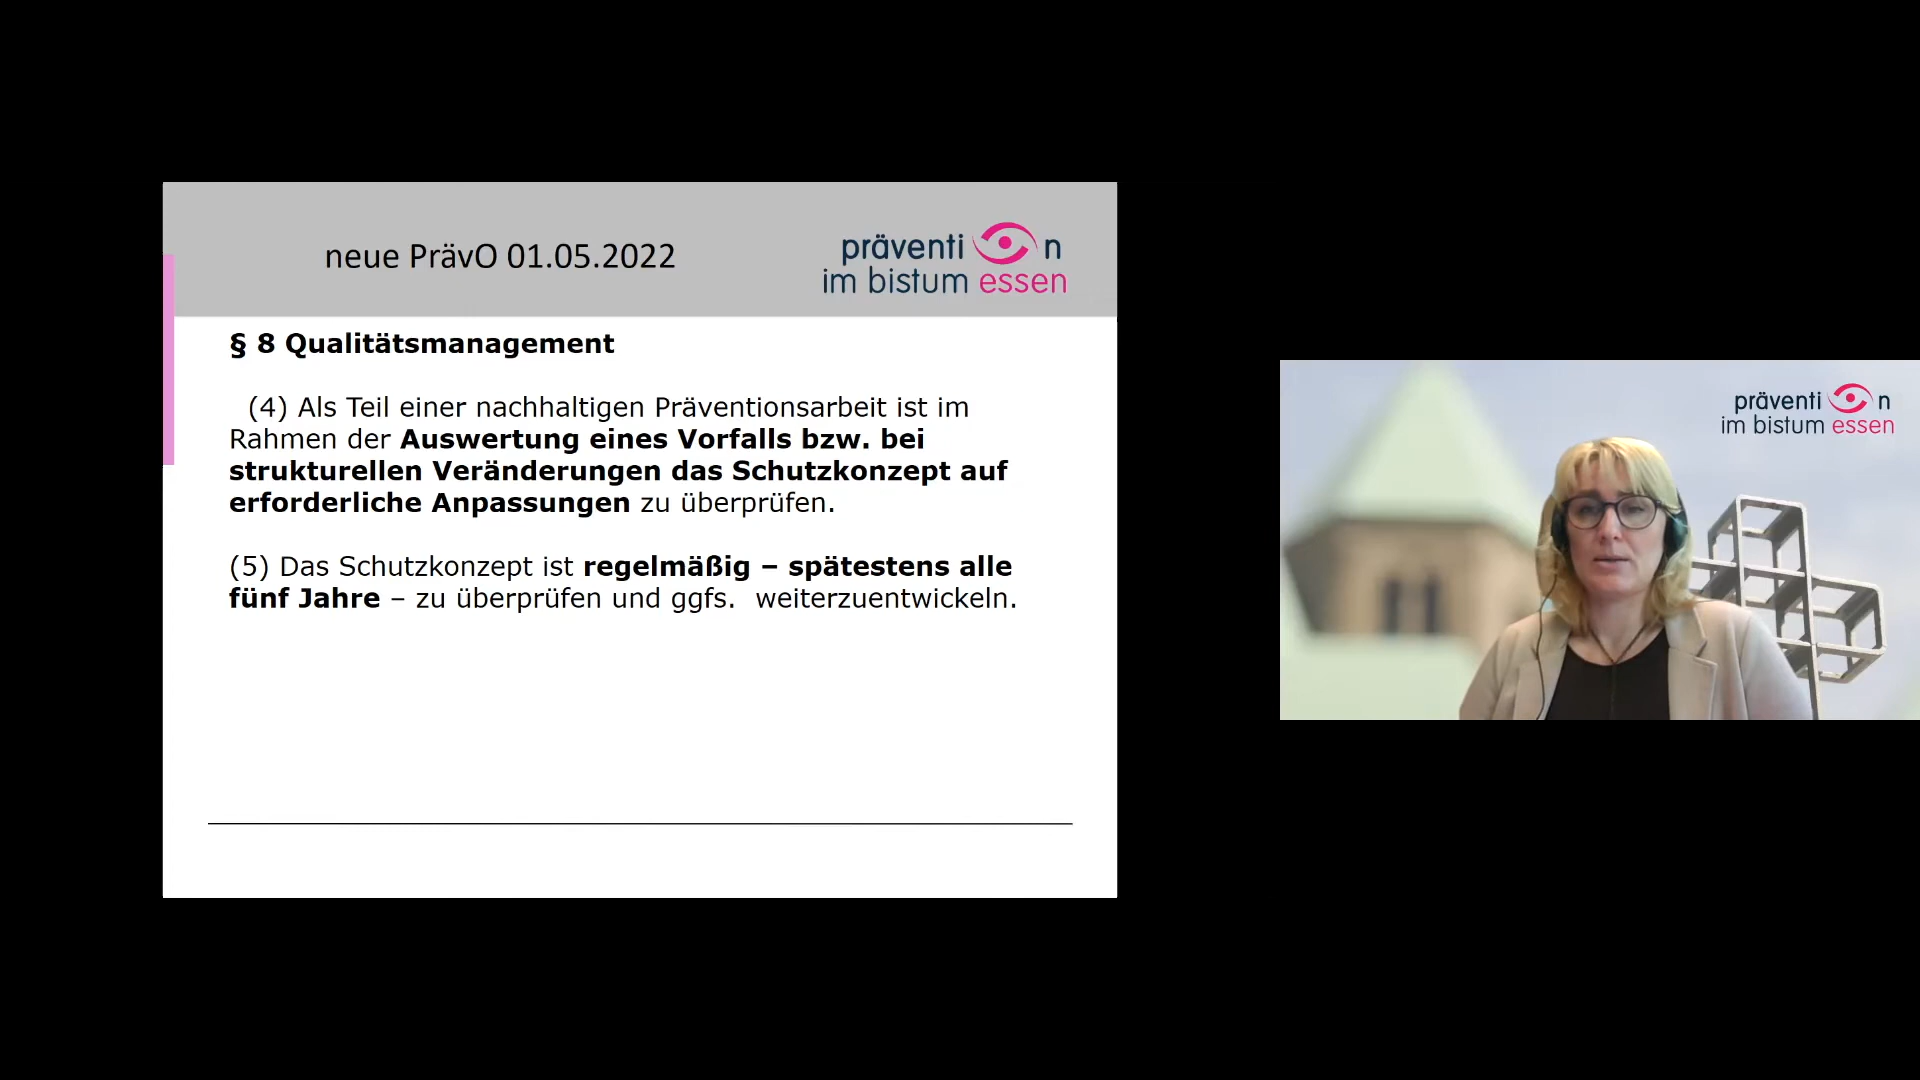 neue PrävO 01.05.2022
präventi n
im bistum essen
§ 8 Qualitätsmanagement
(4) Als Teil einer nachhaltigen Präventionsarbeit ist im
Rahmen der Auswertung eines Vorfalls bzw. bei
strukturellen Veränderungen das Schutzkonzept auf
erforderliche Anpassungen zu überprüfen.
(5) Das Schutzkonzept ist regelmäßig – spätestens alle
fünf Jahre – zu überprüfen und ggfs.  weiterzuentwickeln.
präventi n
im bistum essen